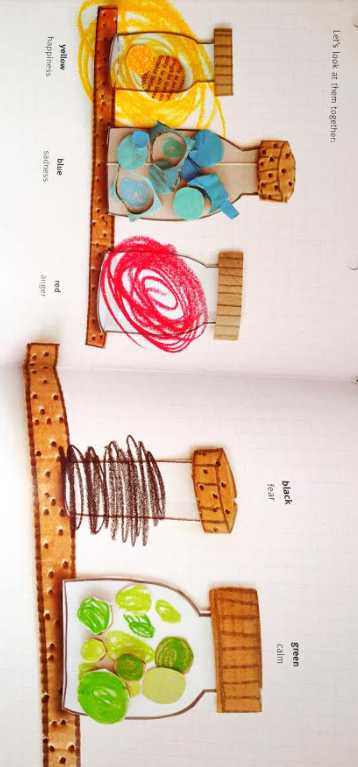 Let's look at them together:
yellow
happiness
blue
sadness
red
anger
black
fear
green
calm